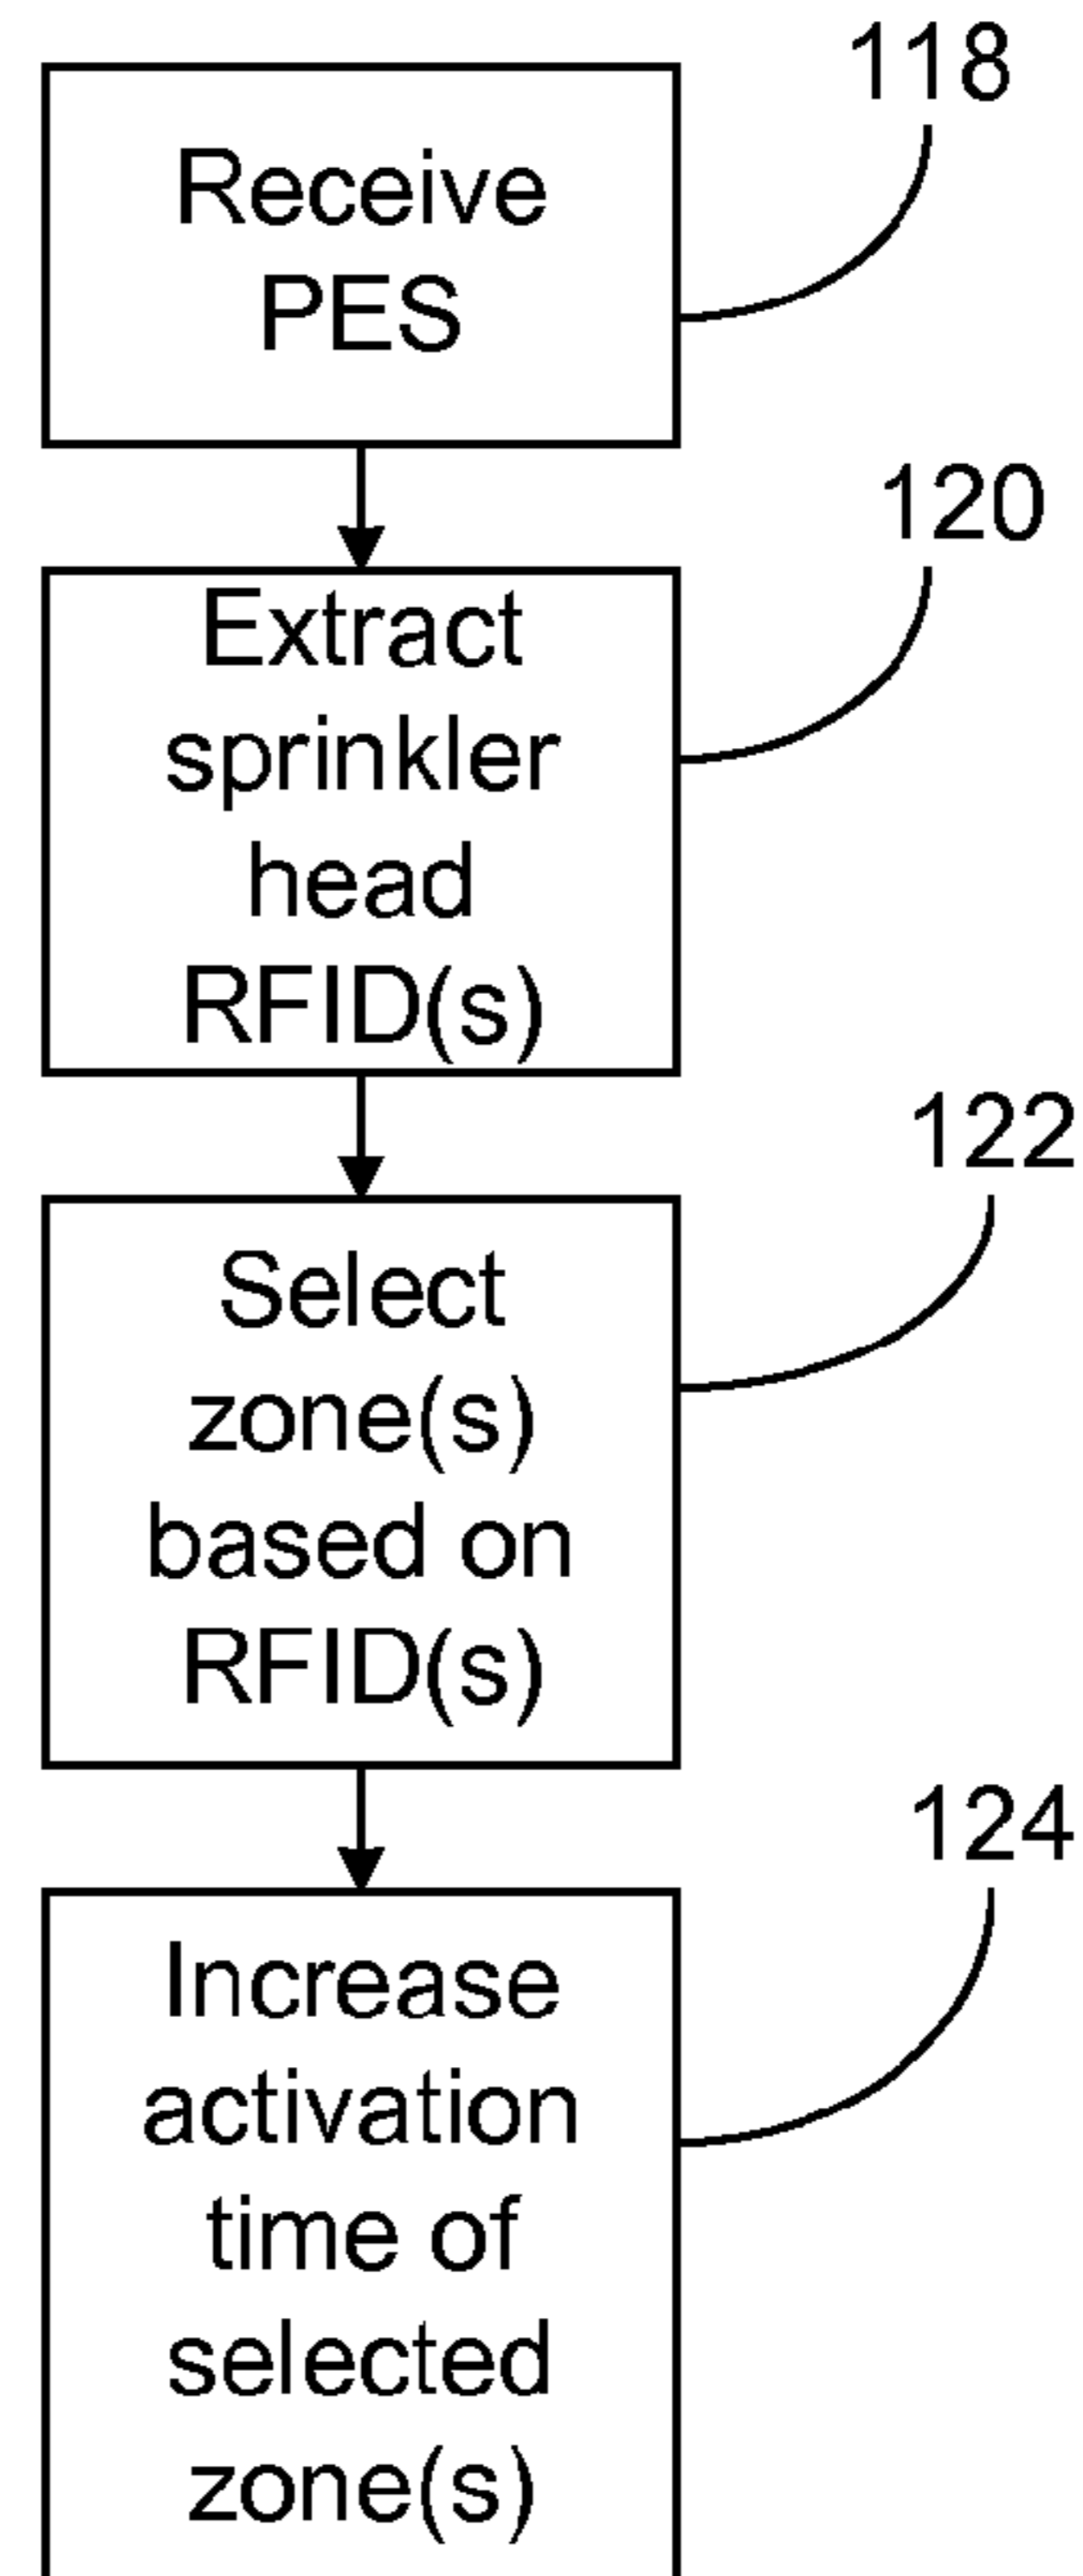 118
Receive
PES
120
Extract
sprinkler
head
RFID(s)
122
Select
zone(s)
based on
RFID(s)
124
Increase
activation
time of
selected
zone(s)